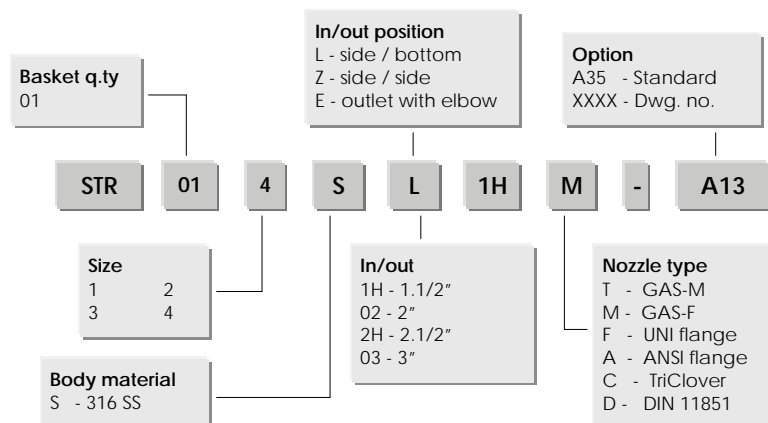 In/out position
L - side / bottom
Z - side / side
E - outlet with elbow
Option
A35 - Standard
XXXX - Dwg. no.
Basket q.ty
01
STR 01 4 S L 1H M - A13
Size
1 2
3 4
In/out
1H - 1.1/2"
02 - 2"
2H - 2.1/2"
03 - 3"
Nozzle type
T - GAS-M
M - GAS-F
F - UNI flange
A - ANSI flange
C - TriClover
D - DIN 11851
Body material
S - 316 SS